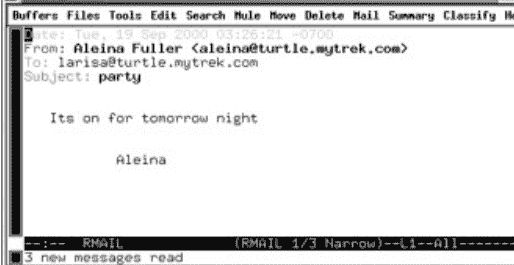 Buffers Files Tools Edit Search Mule Move Delete Mail Summary Classify He
Date: Tue, 19 Sep 2000 03:26:21 -0700
From: Aleina Fuller <aleina@turtle.mytrek.com>
To: larisa@turtle.mytrek.com
Subject: party
Its on for tomorrow night
Aleina
--:-- RMAIL (RMAIL 1/3 Narrow)--L1--All-------
3 new messages read